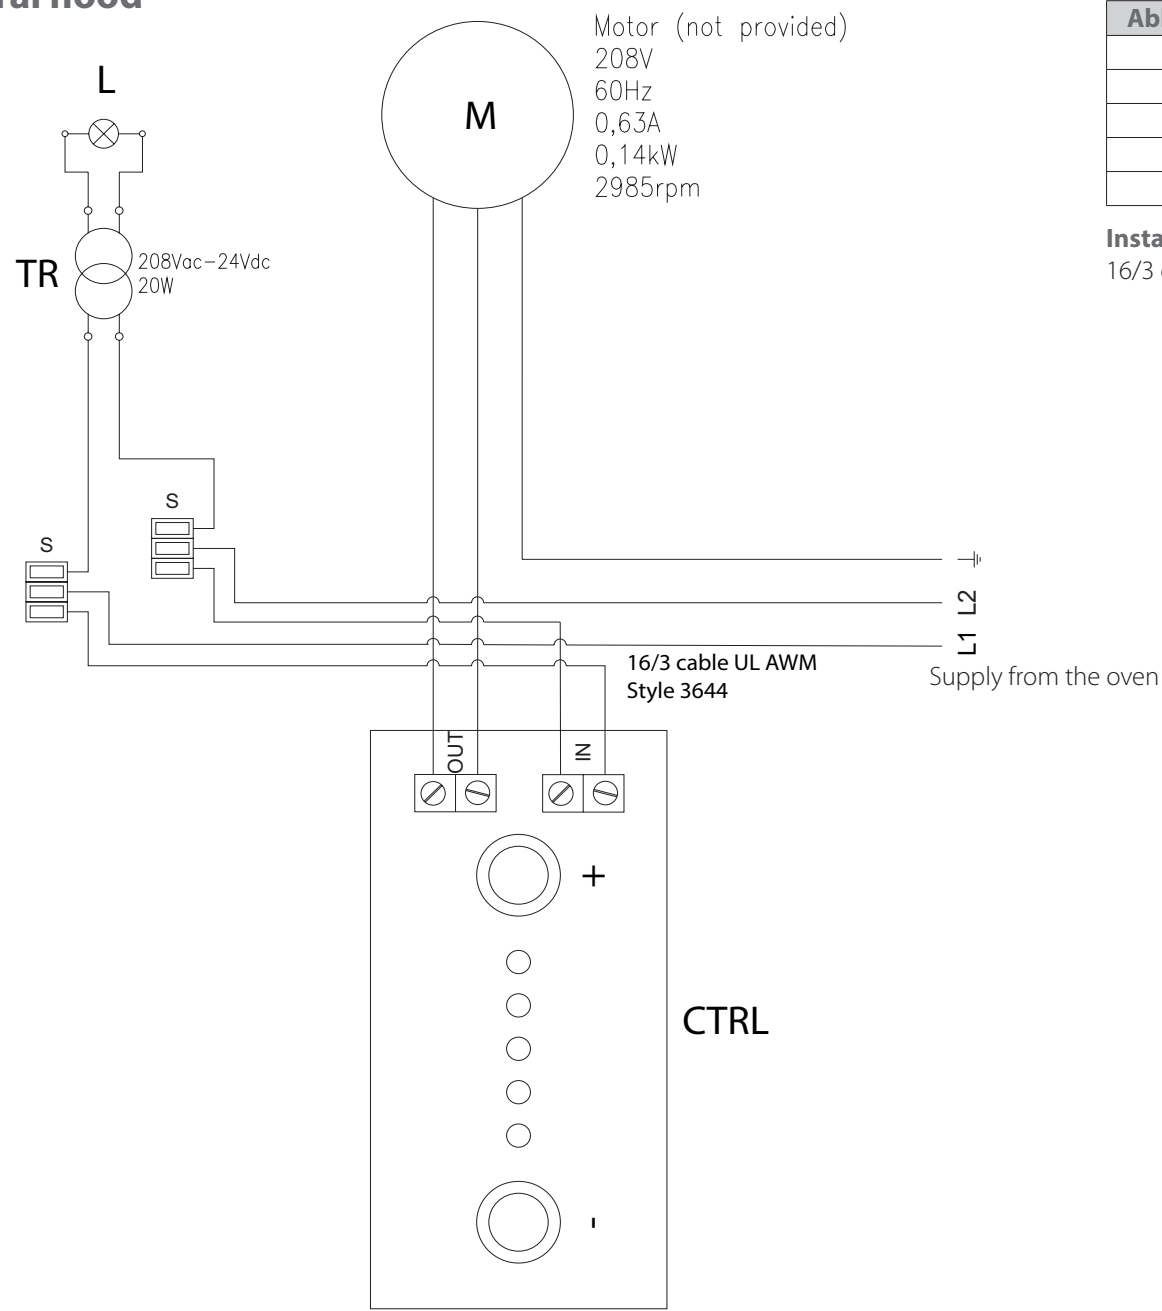 hood
Ab
L
M
Motor (not provided)
208V
60Hz
0,63A
0,14kW
2985rpm
TR
208Vac-24Vdc
20W
Insta
16/3
S
S
L2
L1
16/3 cable UL AWM
Style 3644
Supply from the oven
OUT
IN
+
CTRL
-